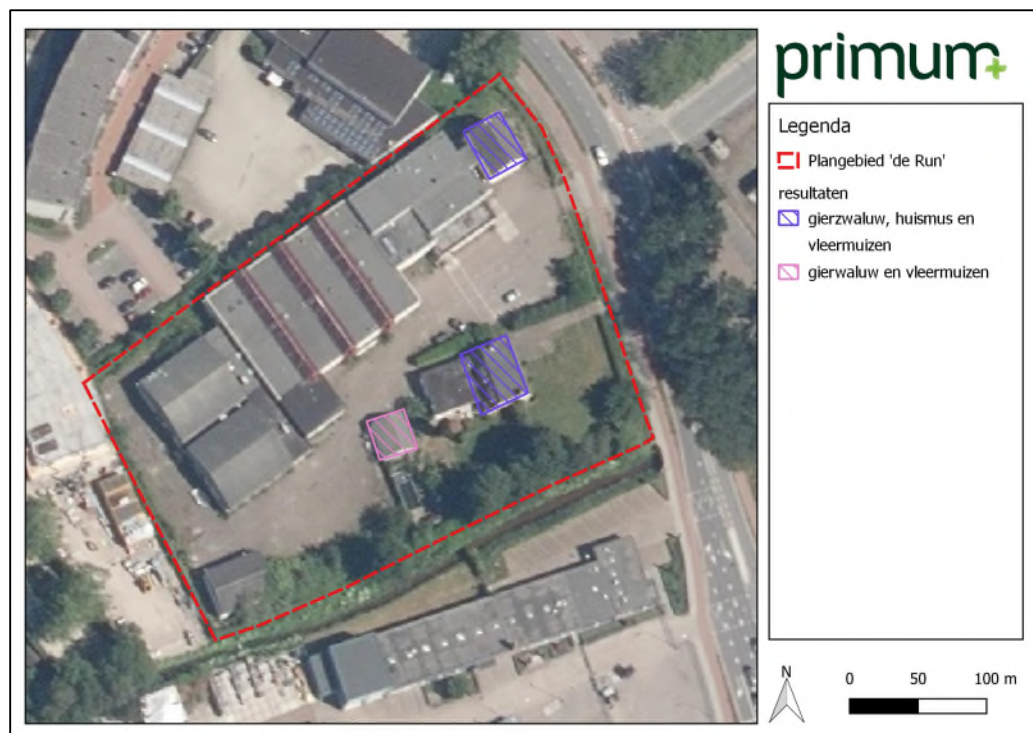 primum
Legenda
Plangebied 'de Run'
resultaten
gierzwaluw, huismus en
vleermuizen
gierwaluw en vleermuizen
N
0 50 100 m